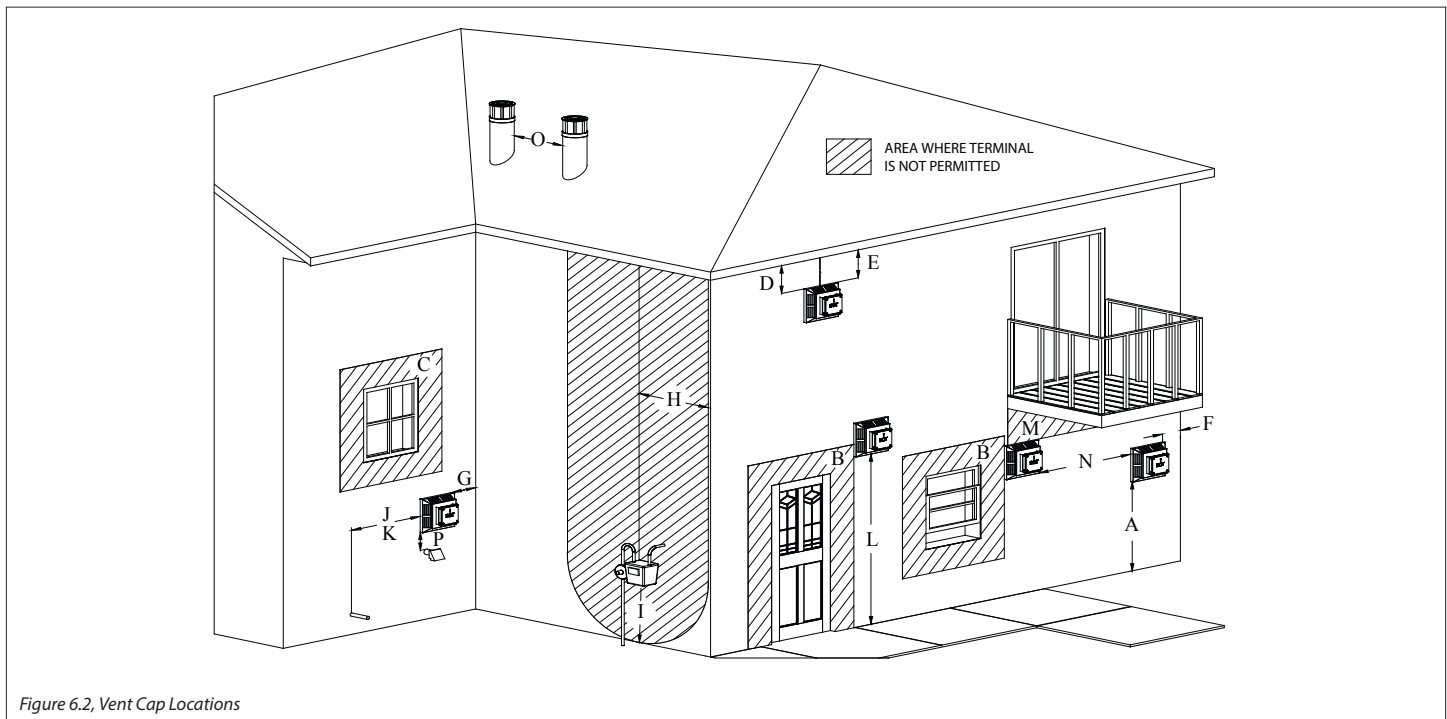 O
AREA WHERE TERMINAL
IS NOT PERMITTED
D
E
C
H
B
B
M
F
N
G
J
K
P
L
A
I
Figure 6.2, Vent Cap Locations